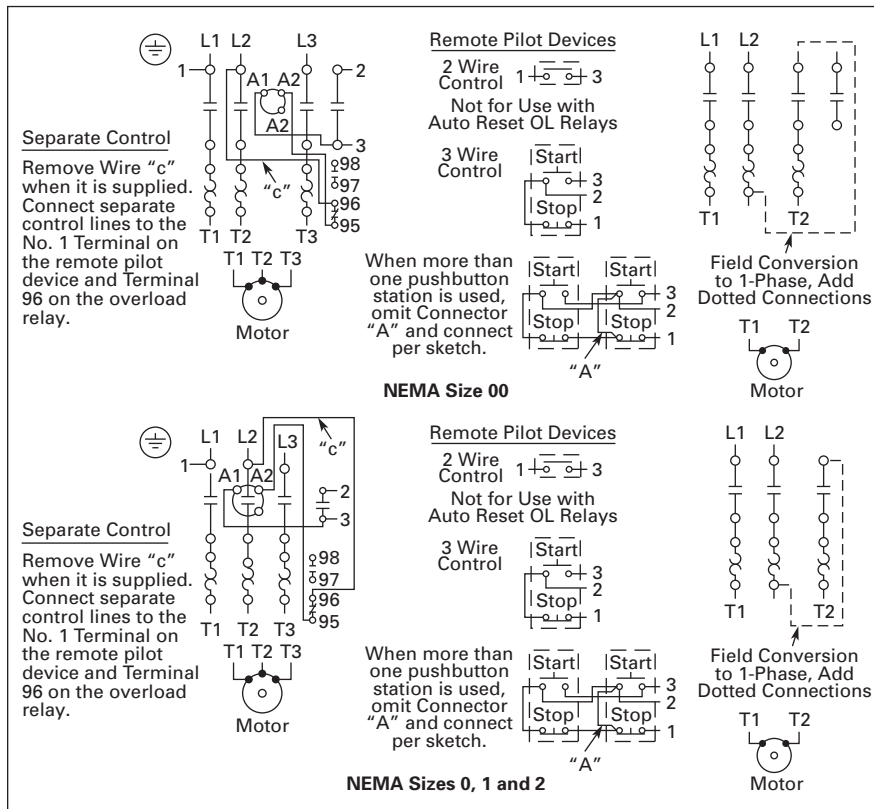 L1 L2 L3
1
2
A1 A2
A2
3
Separate Control
Remove Wire “c”
when it is supplied.
Connect separate
control lines to the
No. 1 Terminal on
the remote pilot
device and Terminal
96 on the overload
relay.
“c”
98
97
96
95
T1 T2 T3
T1 T2 T3
Motor
Remote Pilot Devices
2 Wire
Control
1 3
Not for Use with
Auto Reset OL Relays
3 Wire
Control
Start
3
2
Stop
1
When more than
one pushbutton
station is used,
omit Connector
“A” and connect
per sketch.
Start Start
3
2
Stop Stop
1
“A”
L1 L2
T1 T2
Field Conversion
to 1-Phase, Add
Dotted Connections
T1 T2
Motor
NEMA Size 00
L1 L2 L3
“c”
1
A1 A2
2
3
Separate Control
Remove Wire “c”
when it is supplied.
Connect separate
control lines to the
No. 1 Terminal on
the remote pilot
device and Terminal
96 on the overload
relay.
98
97
96
95
T1 T2 T3
T1 T2 T3
Motor
Remote Pilot Devices
2 Wire
Control
1 3
Not for Use with
Auto Reset OL Relays
3 Wire
Control
Start
3
2
Stop
1
When more than
one pushbutton
station is used,
omit Connector
“A” and connect
per sketch.
Start Start
3
2
Stop Stop
1
“A”
L1 L2
T1 T2
Field Conversion
to 1-Phase, Add
Dotted Connections
T1 T2
Motor
NEMA Sizes 0, 1 and 2